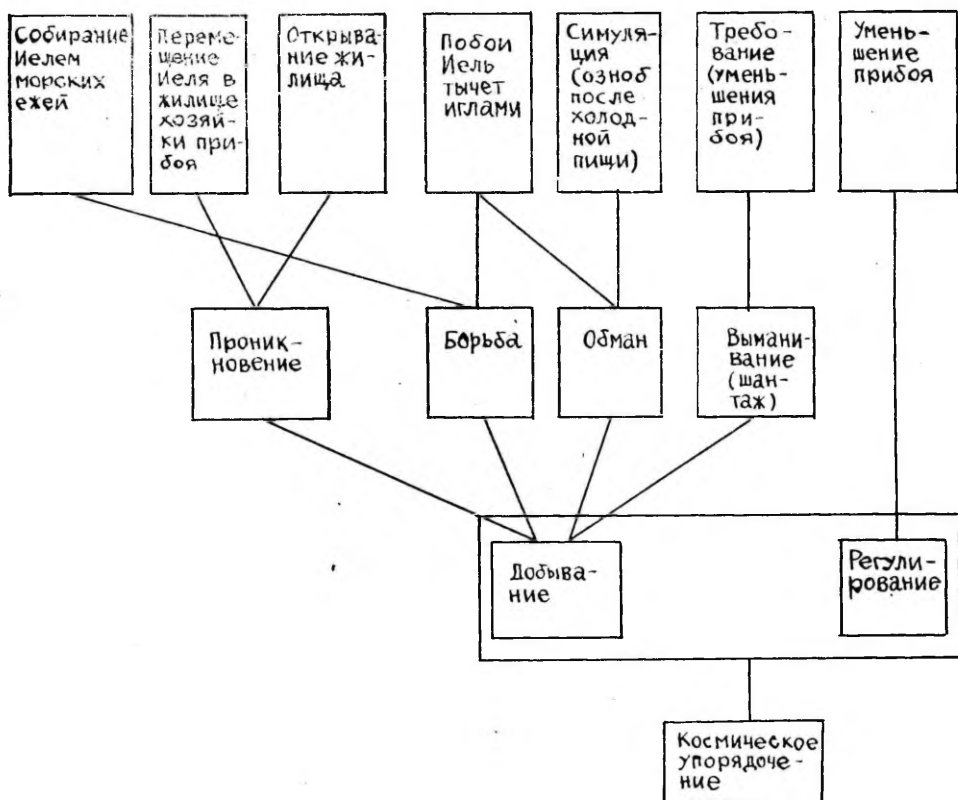 Собирание
Иелем
морских
ежей
Переме-
щение
Иеля в
жилище
хозяй-
ки при-
боя
Открыва-
ние жи-
лища
Побои
Иель
тычет
иглами
Симуля-
ция
(озноб
после
холод-
ной
пищи)
Требо-
вание
(умень-
шения
при-
боя)
Умень-
шение
прибоя
Проник-
новение
Борьба
Обман
Вымани-
вание
(шан-
таж)
Добыва-
ние
Регули-
рование
Космическое
упорядоче-
ние